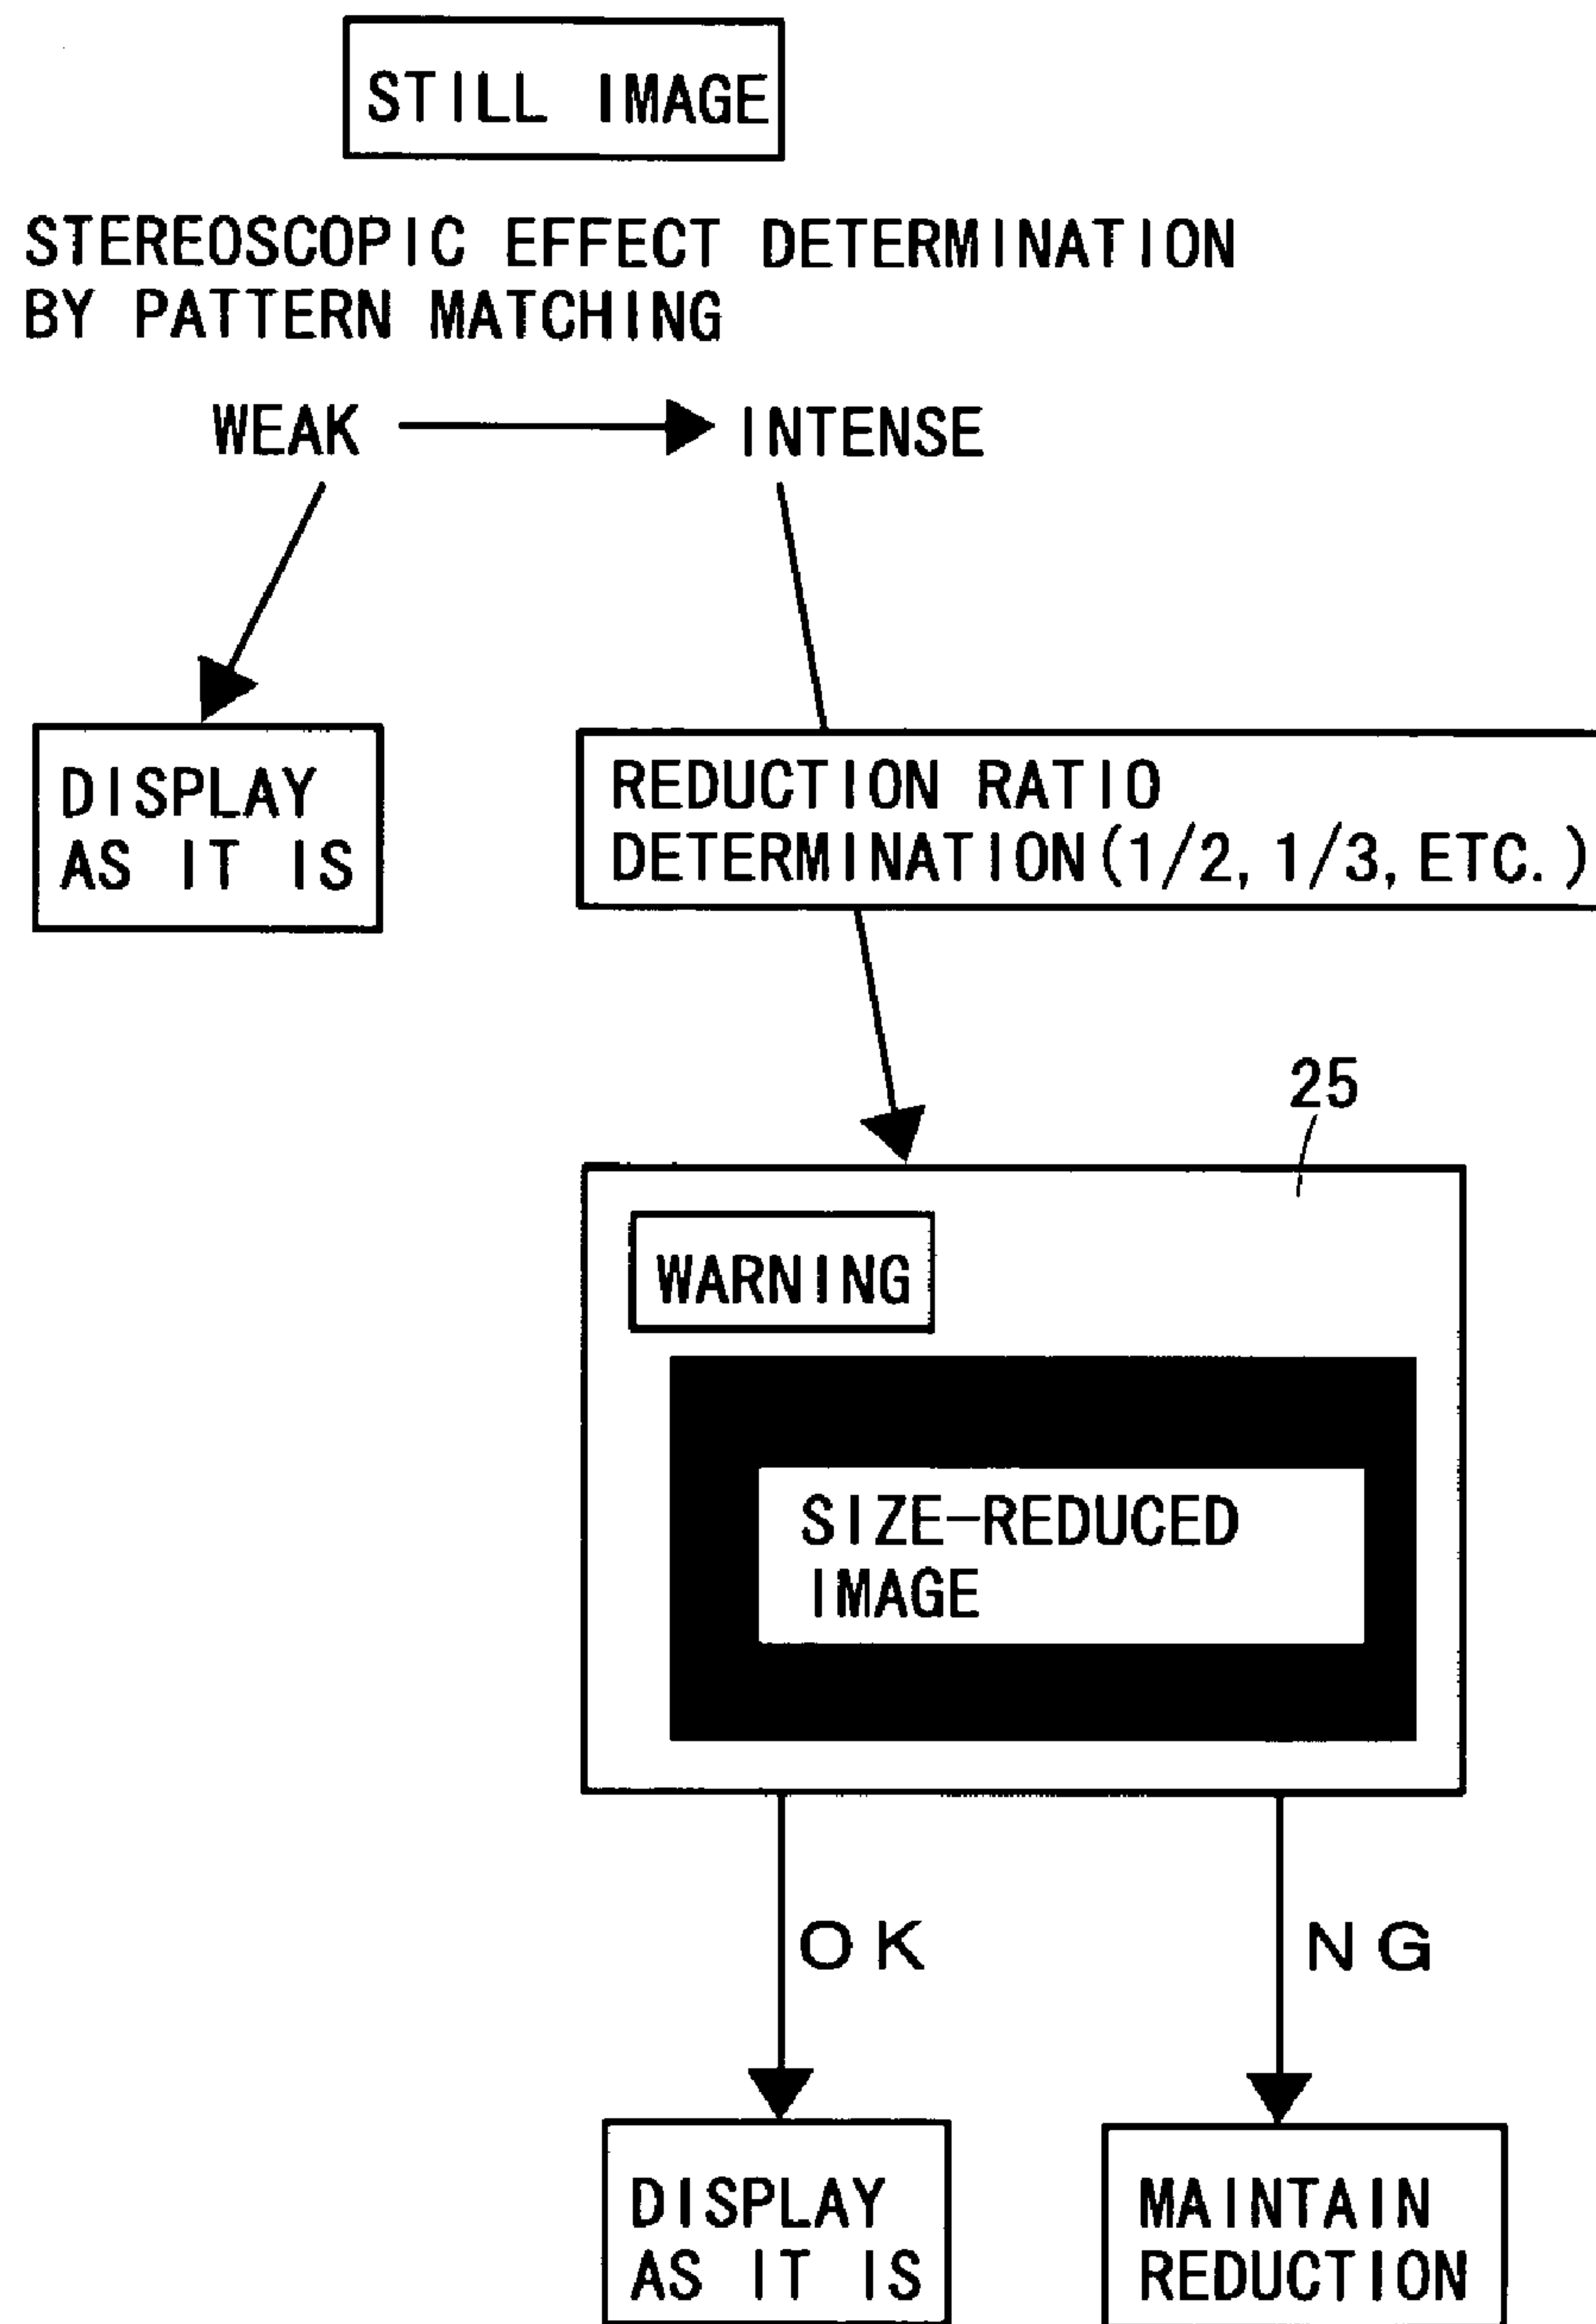 STILL IMAGE
STEREOSCOPIC EFFECT DETERMINATION
BY PATTERN MATCHING
WEAK
INTENSE
DISPLAY
AS IT IS
REDUCTION RATIO
DETERMINATION(1/2, 1/3, ETC.)
25
WARNING
SIZE-REDUCED
IMAGE
OK
NG
DISPLAY
AS IT IS
MAINTAIN
REDUCTION